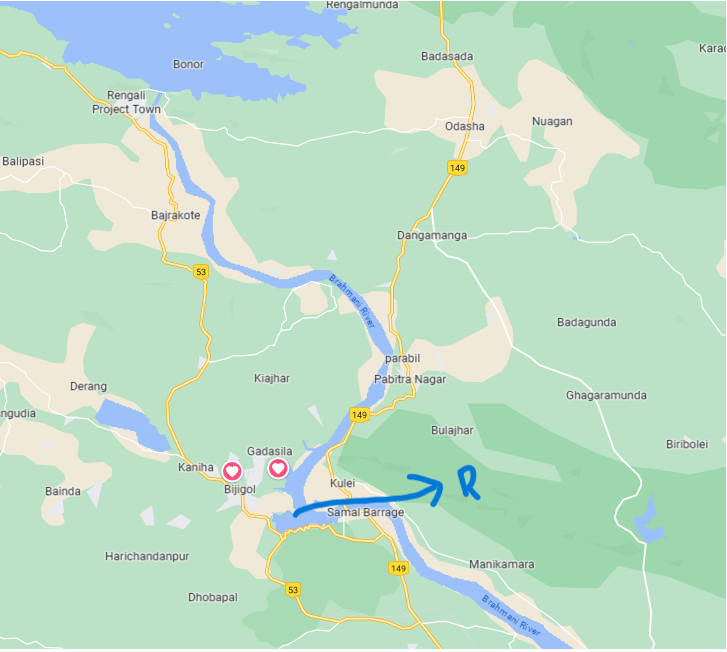 Rengalmunda
Badasada
Karad
Bonor
Rengali
Project Town
Odasha
Nuagan
Balipasi
149
Bajrakote
Dangamanga
53
Brahmani River
Badagunda
parabil
Kiajhar
Pabitra Nagar
Derang
Ghagaramunda
ngudia
149
Bulajhar
Biribolei
Gadasila
Kaniha
R
Kulei
Bainda
Bijigol
Samal Barrage
Harichandanpur
Manikamara
149
53
Dhobapal
Brahmani River